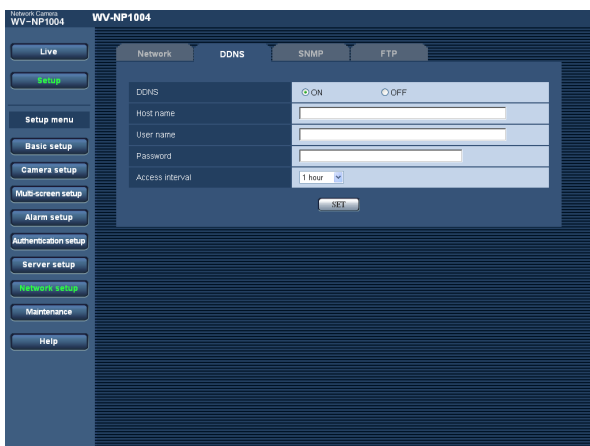 Network Camera
WV-NP1004
WV-NP1004
Live
Setup
Setup menu
Basic setup
Camera setup
Multi-screen setup
Alarm setup
Authentication setup
Server setup
Network setup
Maintenance
Help
Network DDNS SNMP FTP
DDNS ON OFF
Host name
User name
Password
Access interval 1 hour
SET